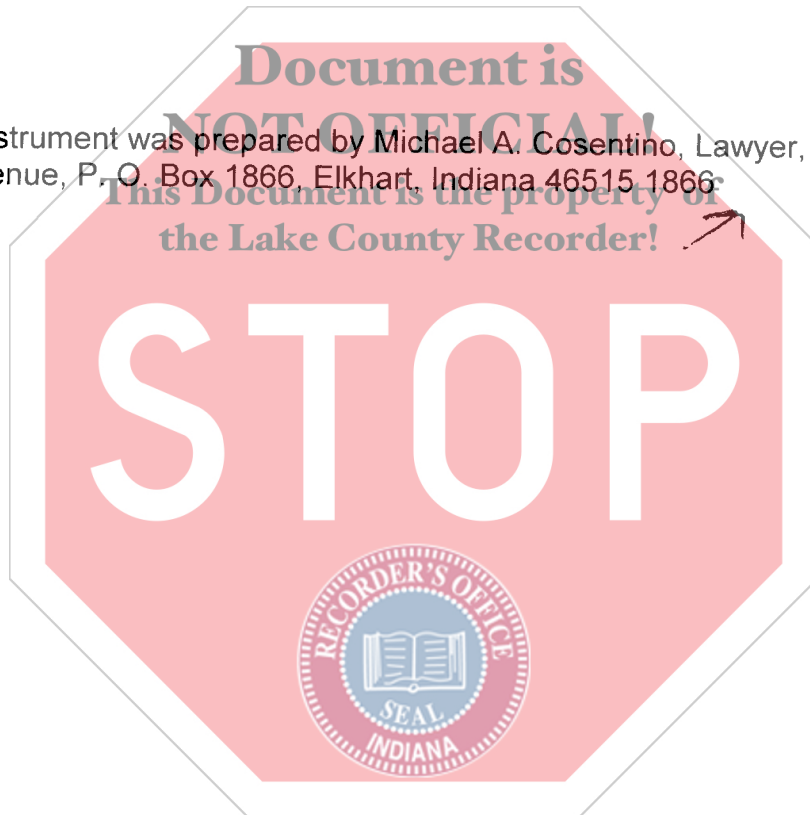 Document is
NOT OFFICIAL!
strument was prepared by Michael A. Cosentino, Lawyer,
enue, P. O. Box 1866, Elkhart, Indiana 46515 1866
This Document is the property of
the Lake County Recorder!
STOP
RECORDER'S OFFICE
SEAL
INDIANA